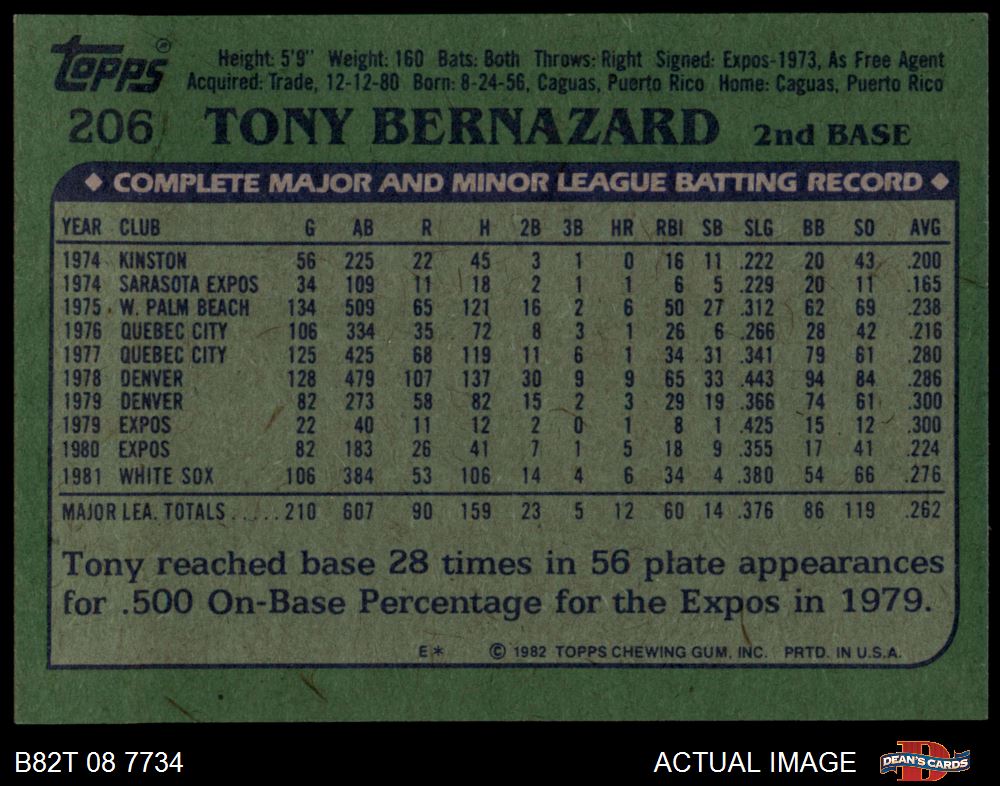 Topps®
Height: 5'9" Weight: 160 Bats: Both Throws: Right Signed: Expos-1973, As Free Agent
Acquired: Trade, 12-12-80 Born: 8-24-56, Caguas, Puerto Rico Home: Caguas, Puerto Rico
206 TONY BERNAZARD 2nd BASE
◆ COMPLETE MAJOR AND MINOR LEAGUE BATTING RECORD ◆
YEAR CLUB G AB R H 2B 3B HR RBI SB SLG BB SO AVG
1974 KINSTON 56 225 22 45 3 1 0 16 11 .222 20 43 .200
1974 SARASOTA EXPOS 34 109 11 18 2 1 1 6 5 .229 20 11 .165
1975 W. PALM BEACH 134 509 65 121 16 2 6 50 27 .312 62 69 .238
1976 QUEBEC CITY 106 334 35 72 8 3 1 26 6 .266 28 42 .216
1977 QUEBEC CITY 125 425 68 119 11 6 1 34 31 .341 79 61 .280
1978 DENVER 128 479 107 137 30 9 9 65 33 .443 94 84 .286
1979 DENVER 82 273 58 82 15 2 3 29 19 .366 74 61 .300
1979 EXPOS 22 40 11 12 2 0 1 8 1 .425 15 12 .300
1980 EXPOS 82 183 26 41 7 1 5 18 9 .355 17 41 .224
1981 WHITE SOX 106 384 53 106 14 4 6 34 4 .380 54 66 .276
MAJOR LEA. TOTALS......210 607 90 159 23 5 12 60 14 .376 86 119 .262
Tony reached base 28 times in 56 plate appearances
for .500 On-Base Percentage for the Expos in 1979.
E* © 1982 TOPPS CHEWING GUM, INC. PRTD. IN U.S.A.
B82T 08 7734 ACTUAL IMAGE D DEAN'S CARDS